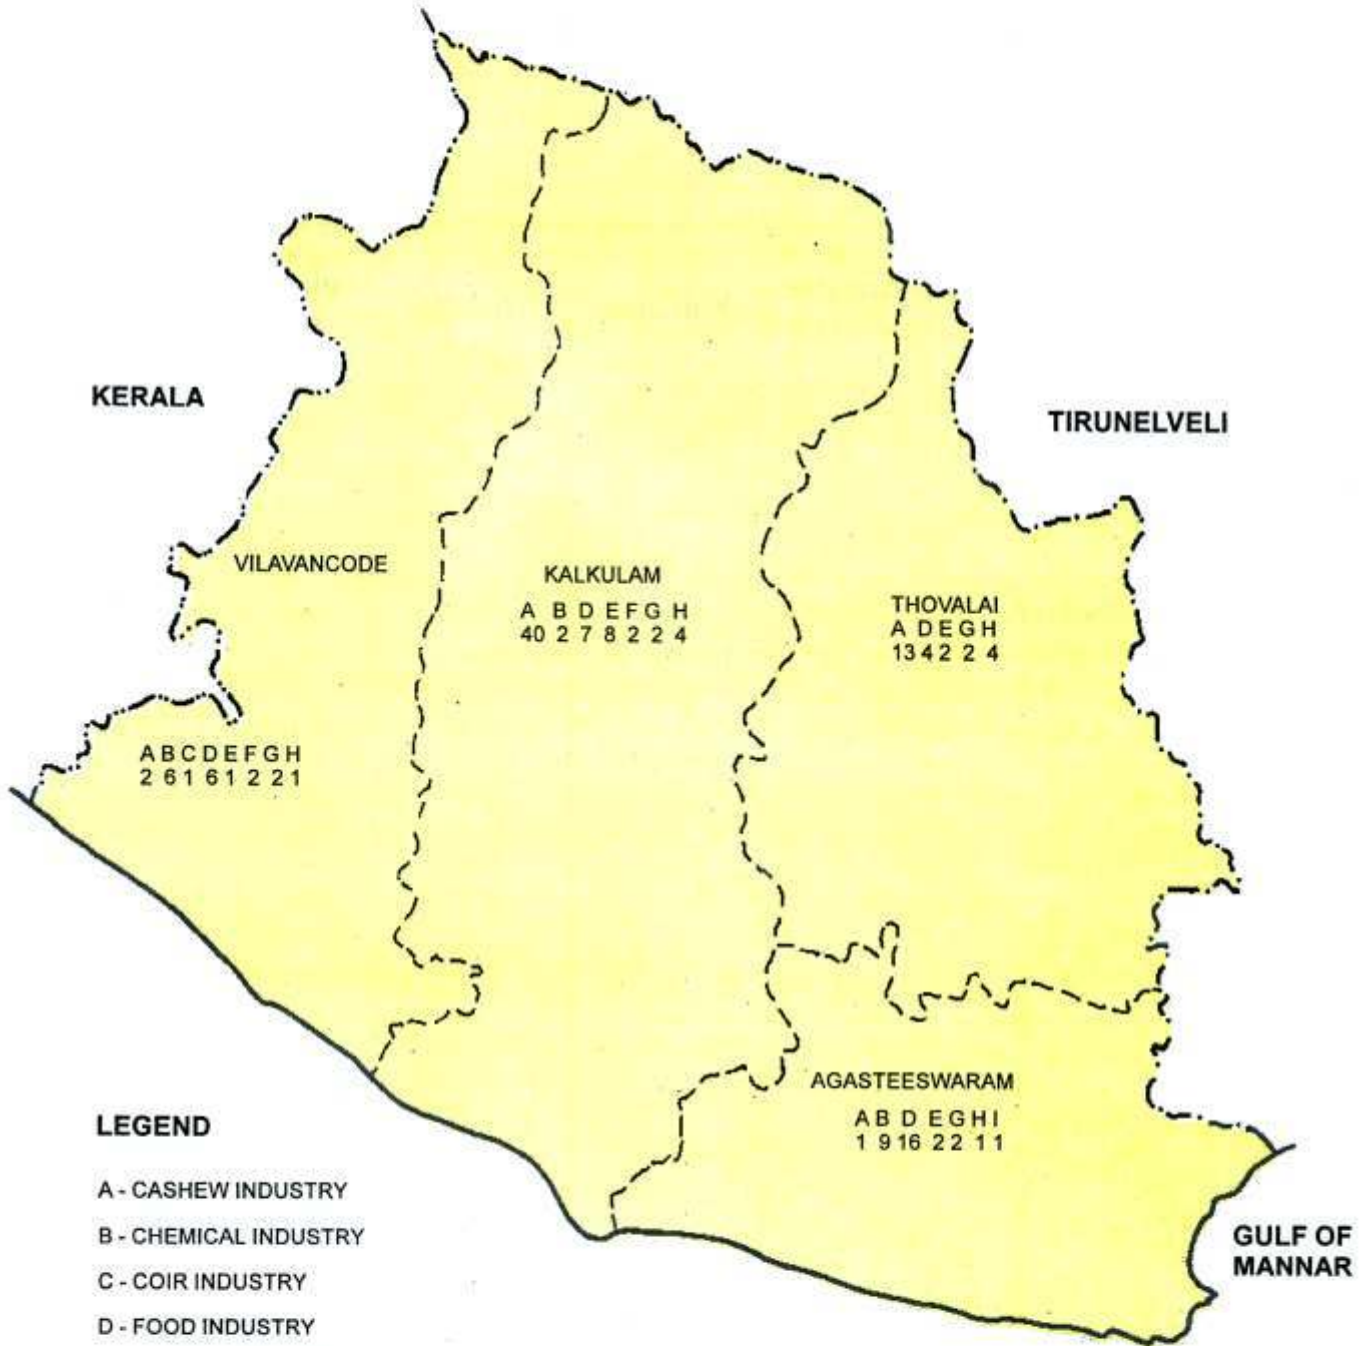 KERALA
TIRUNELVELI
VILAVANCODE
KALKULAM
A B D E F G H
40 2 7 8 2 2 4
THOVALAI
A D E G H
13 4 2 2 4
A B C D E F G H
2 6 1 6 1 2 2 1
AGASTEESWARAM
A B D E G H I
1 9 16 2 2 1 1
LEGEND
A - CASHEW INDUSTRY
B - CHEMICAL INDUSTRY
C - COIR INDUSTRY
D - FOOD INDUSTRY
GULF OF
MANNAR